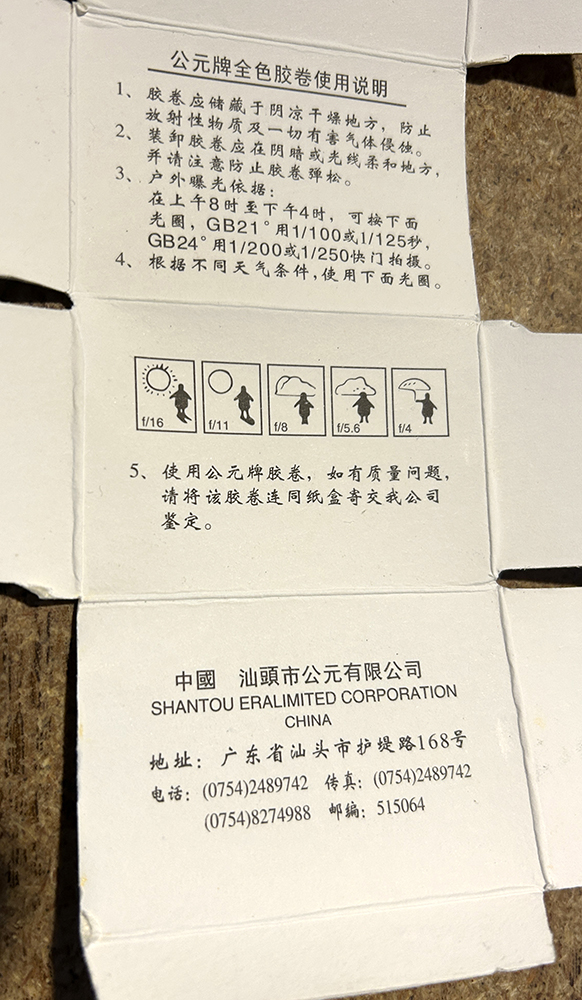 公元牌全色胶卷使用说明
1、胶卷应储藏于阴凉干燥地方，防止
放射性物质及一切有害气体侵蚀。
2、装卸胶卷应在阴暗或光线柔和地方，
并请注意防止胶卷弹松。
3、户外曝光依据：
在上午8时至下午4时，可按下面
光圈，GB21°用1/100或1/125秒，
GB24°用1/200或1/250快门拍摄。
4、根据不同天气条件，使用下面光圈。
f/16 f/11 f/8 f/5.6 f/4
5、使用公元牌胶卷，如有质量问题，
请将该胶卷连同纸盒寄交我公司
鉴定。
中國 汕頭市公元有限公司
SHANTOU ERALIMITED CORPORATION
CHINA
地址：广东省汕头市护堤路168号
电话：(0754)2489742 传真：(0754)2489742
(0754)8274988 邮编：515064